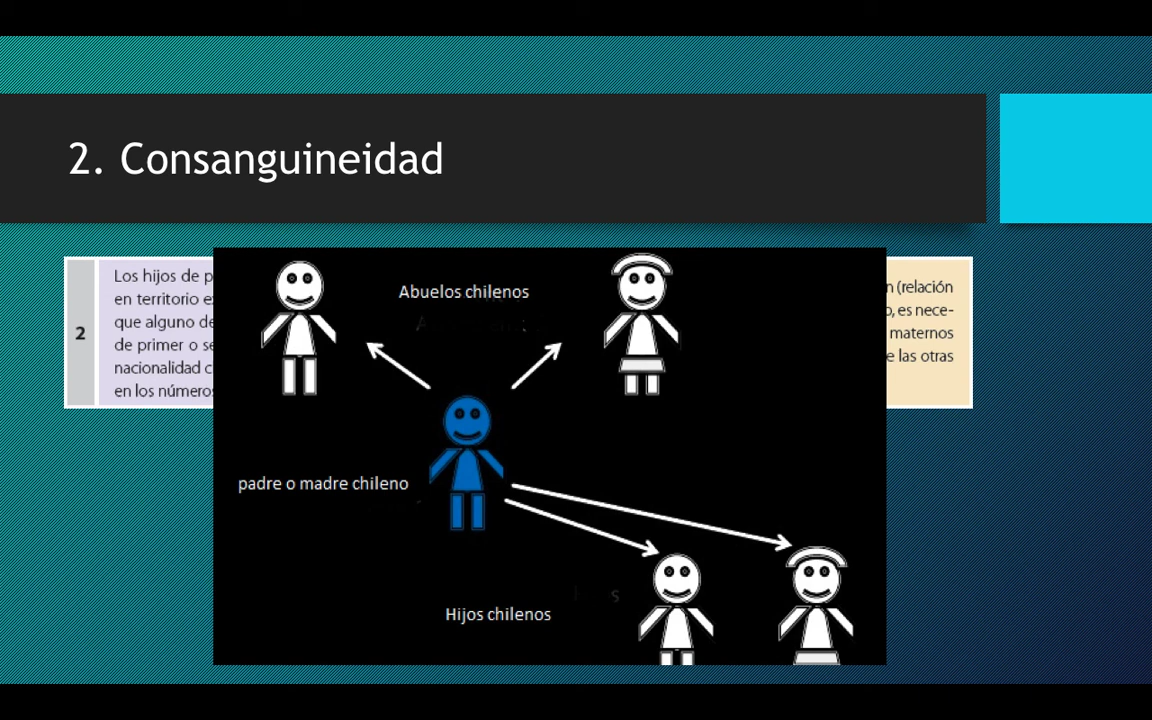 2. Consanguineidad
2
Los hijos de p
en territorio e
que alguno de
de primer o se
nacionalidad c
en los números
n (relación
o, es nece-
maternos
e las otras
Abuelos chilenos
padre o madre chileno
Hijos chilenos